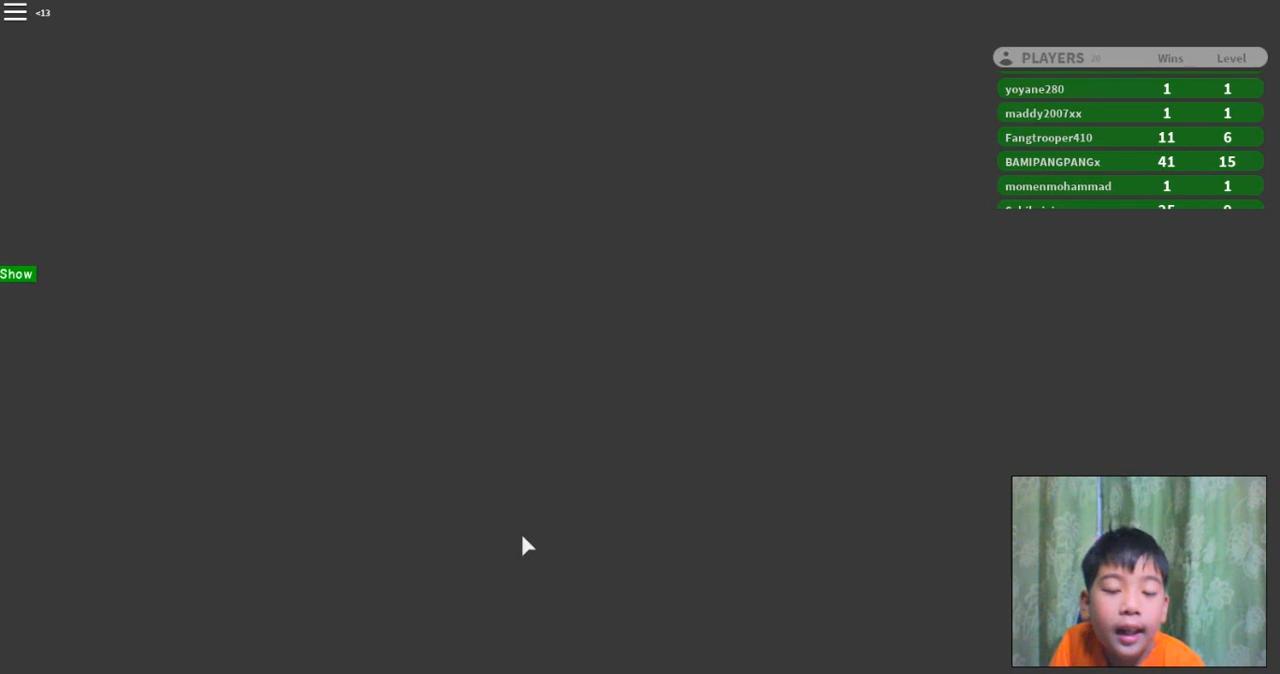 <13
PLAYERS 20 Wins Level
yoyane280 1 1
maddy2007xx 1 1
Fangtrooper410 11 6
BAMIPANGPANGx 41 15
momenmohammad 1 1
Show